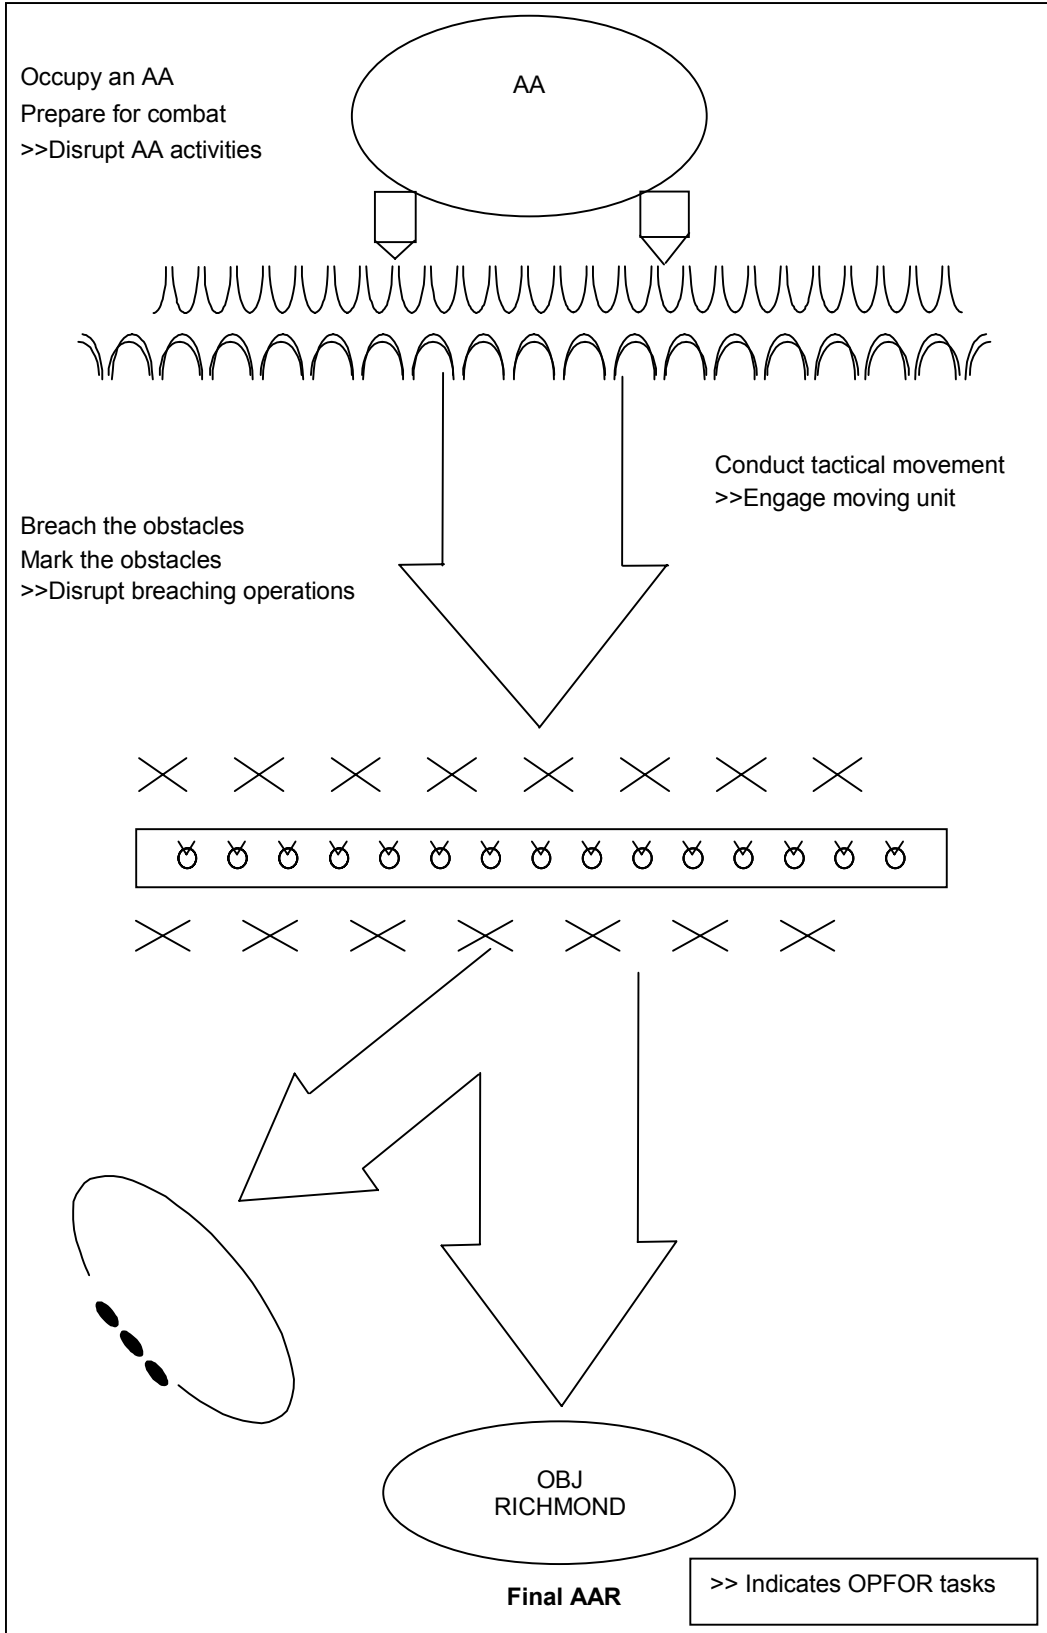 AA
Occupy an AA
Prepare for combat
>>Disrupt AA activities
Conduct tactical movement
>>Engage moving unit
Breach the obstacles
Mark the obstacles
>>Disrupt breaching operations
OBJ
RICHMOND
Final AAR
>> Indicates OPFOR tasks